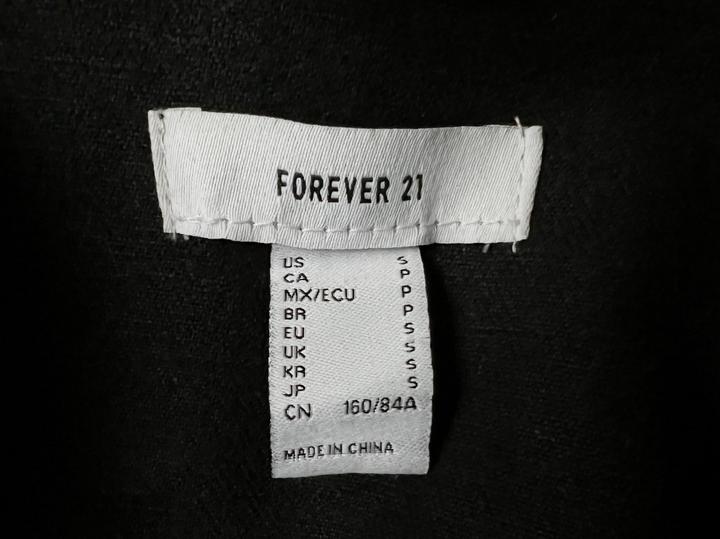 FOREVER 21
US S
CA P
MX/ECU P
BR P
EU S
UK S
KR S
JP S
CN 160/84A
MADE IN CHINA